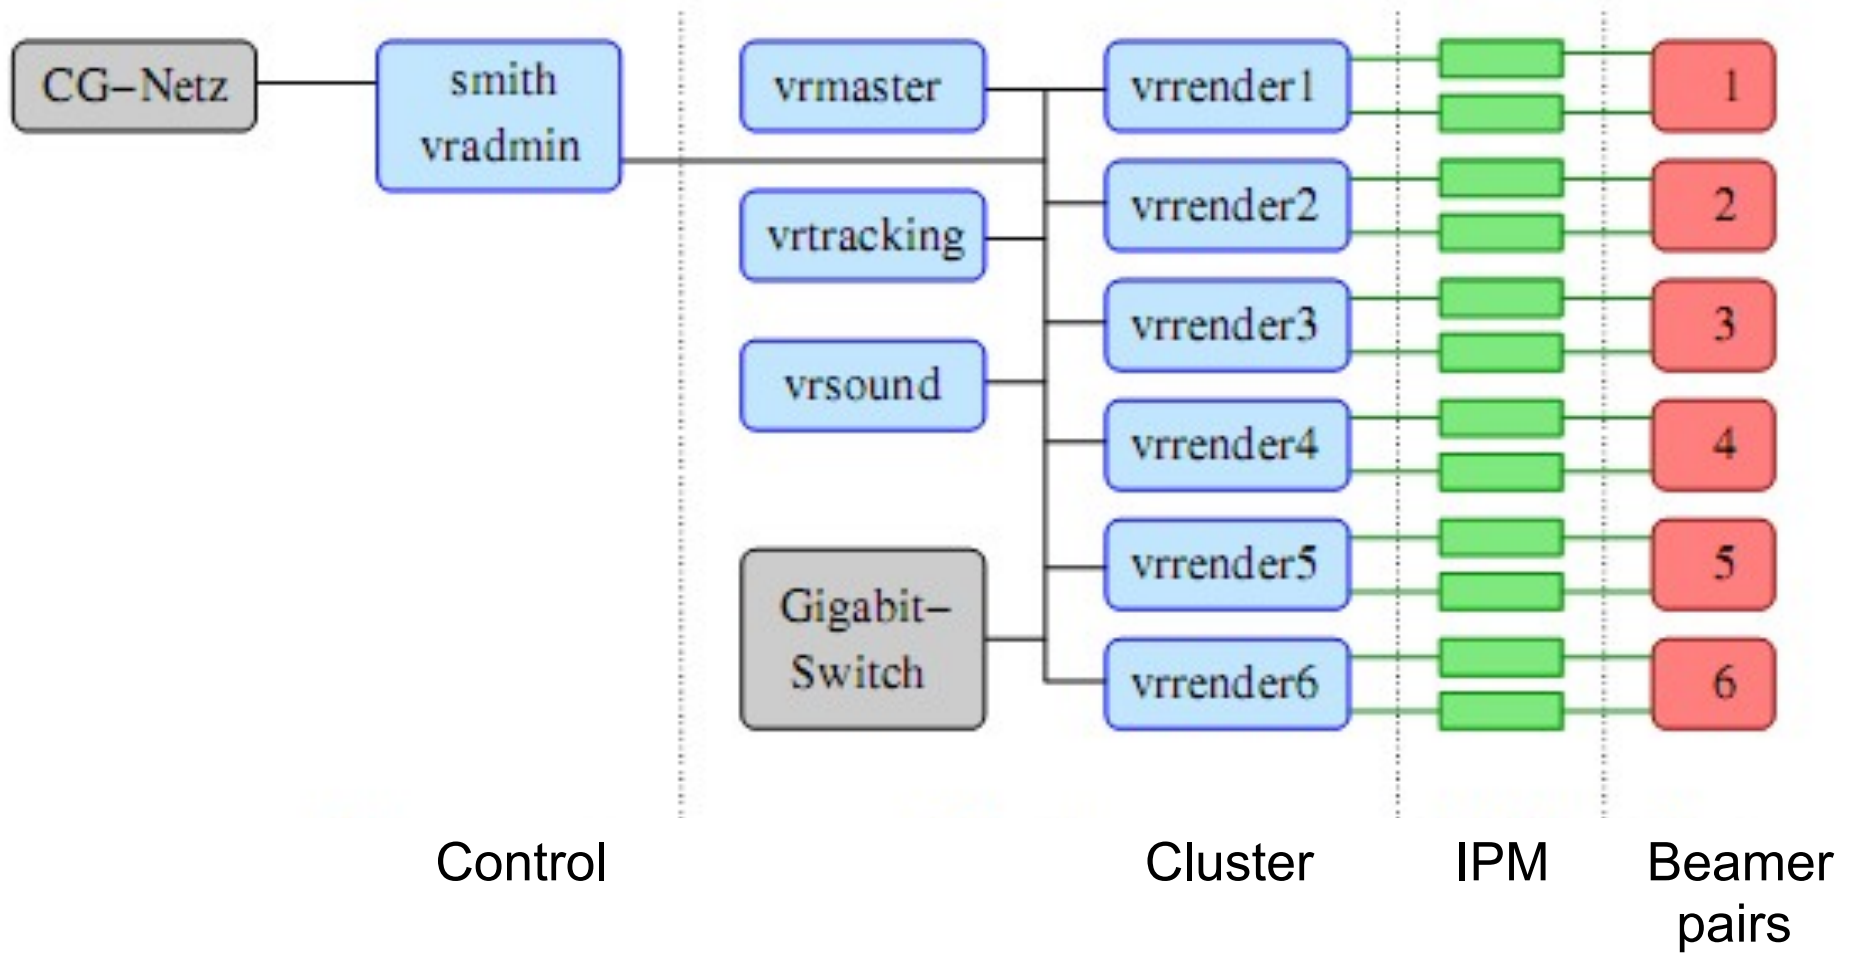 CG–Netz
smith
vradmin
vrmaster
vrtracking
vrsound
Gigabit–
Switch
vrrender1
vrrender2
vrrender3
vrrender4
vrrender5
vrrender6
1
2
3
4
5
6
Control
Cluster
IPM
Beamer
pairs